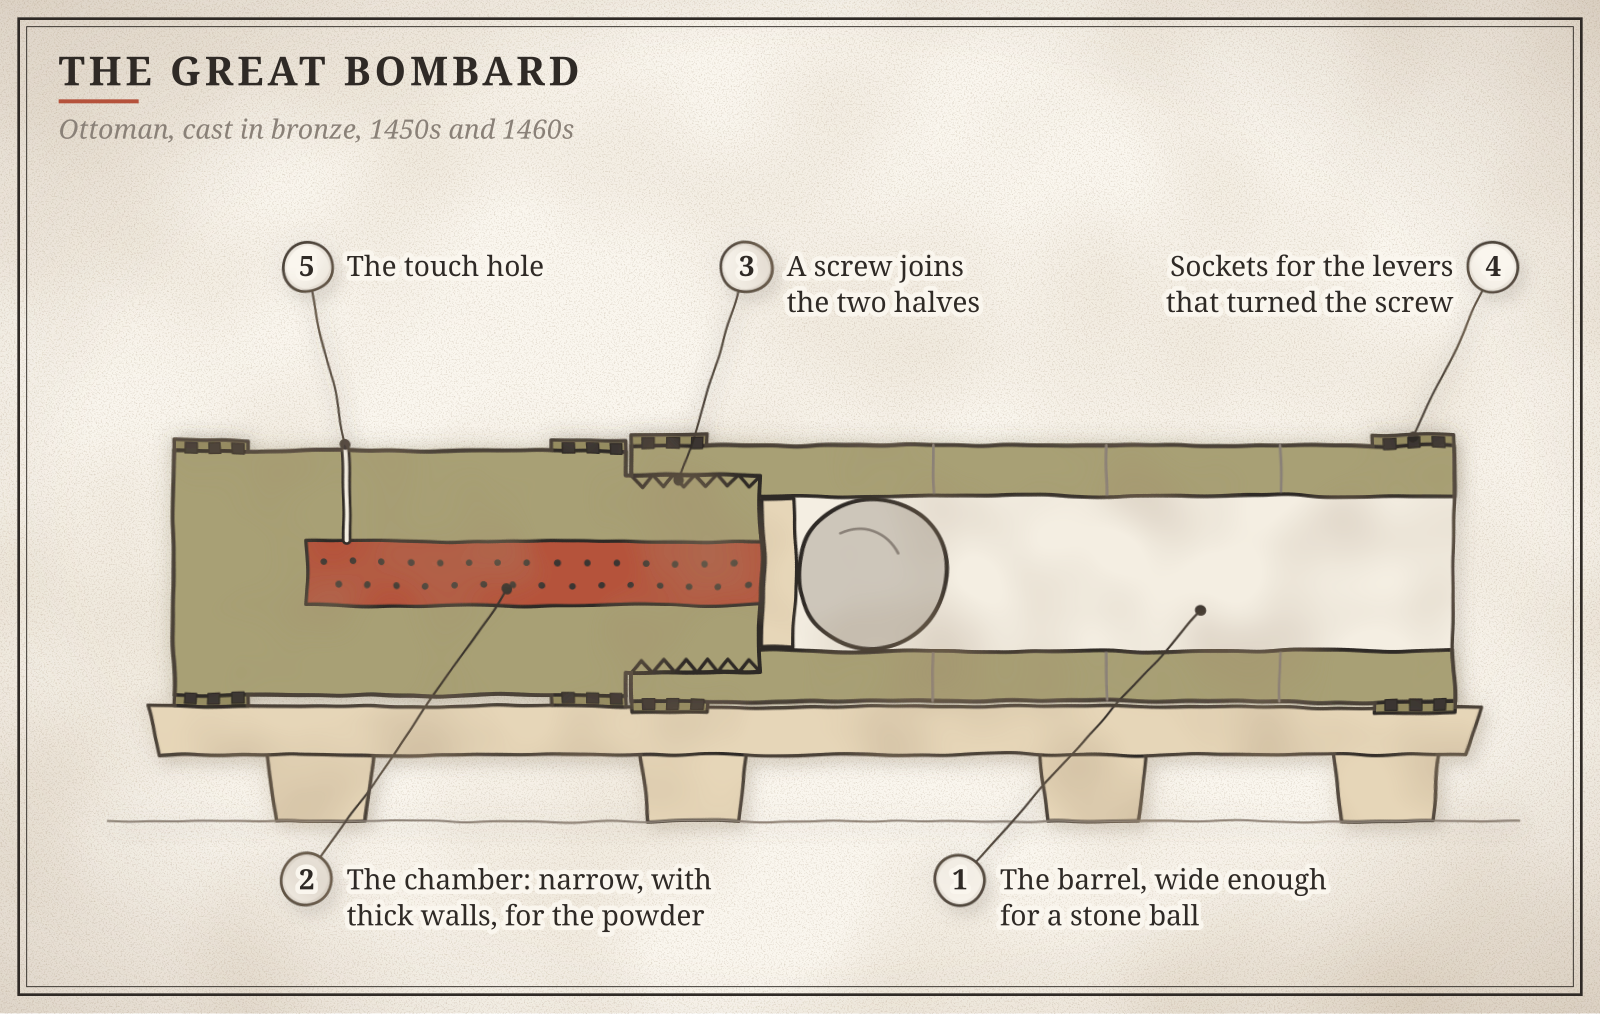 THE GREAT BOMBARD
Ottoman, cast in bronze, 1450s and 1460s
5 The touch hole
3 A screw joins
the two halves
Sockets for the levers 4
that turned the screw
2 The chamber: narrow, with
thick walls, for the powder
1 The barrel, wide enough
for a stone ball